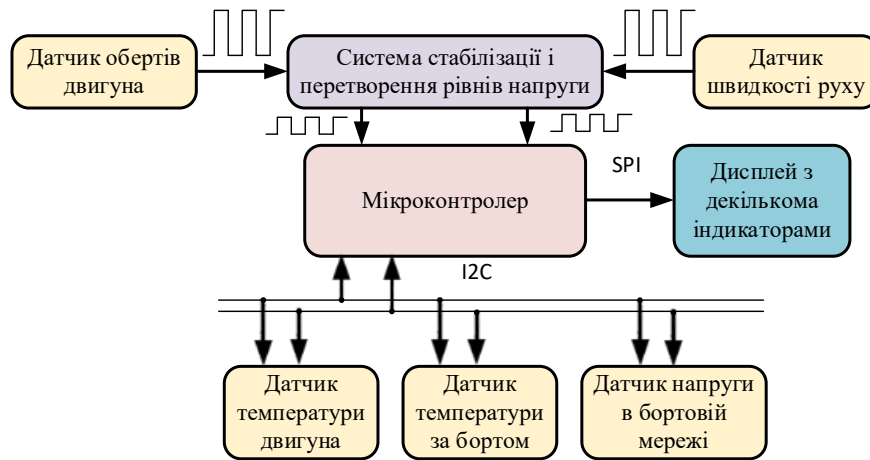 Датчик обертів
двигуна
Система стабілізації і
перетворення рівнів напруги
Датчик
швидкості руху
Мікроконтролер
SPI
Дисплей з
декількома
індикаторами
I2C
Датчик
температури
двигуна
Датчик
температури
за бортом
Датчик напруги
в бортовій
мережі